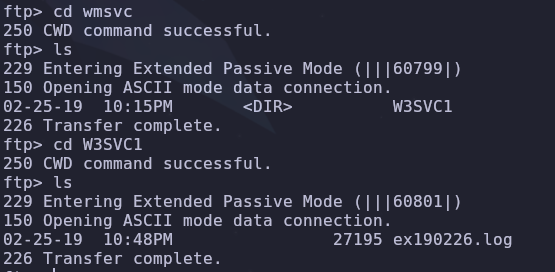 ftp> cd wmsvc
250 CWD command successful.
ftp> ls
229 Entering Extended Passive Mode (|||60799|)
150 Opening ASCII mode data connection.
02-25-19  10:15PM       <DIR>          W3SVC1
226 Transfer complete.
ftp> cd W3SVC1
250 CWD command successful.
ftp> ls
229 Entering Extended Passive Mode (|||60801|)
150 Opening ASCII mode data connection.
02-25-19  10:48PM                27195 ex190226.log
226 Transfer complete.